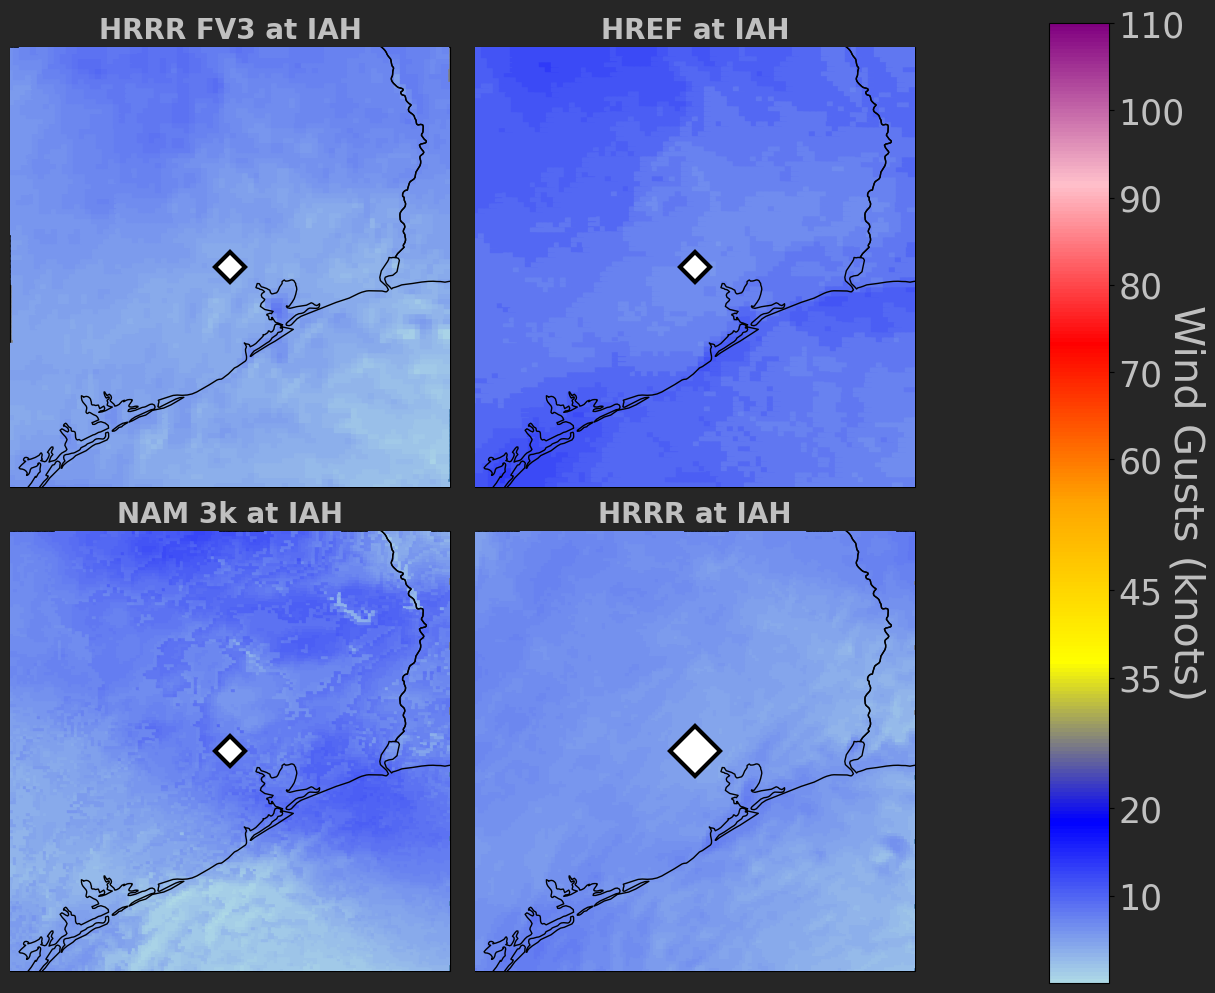 HRRR FV3 at IAH
HREF at IAH
NAM 3k at IAH
HRRR at IAH
110
100
90
80
70
60
45
35
20
10
Wind Gusts (knots)